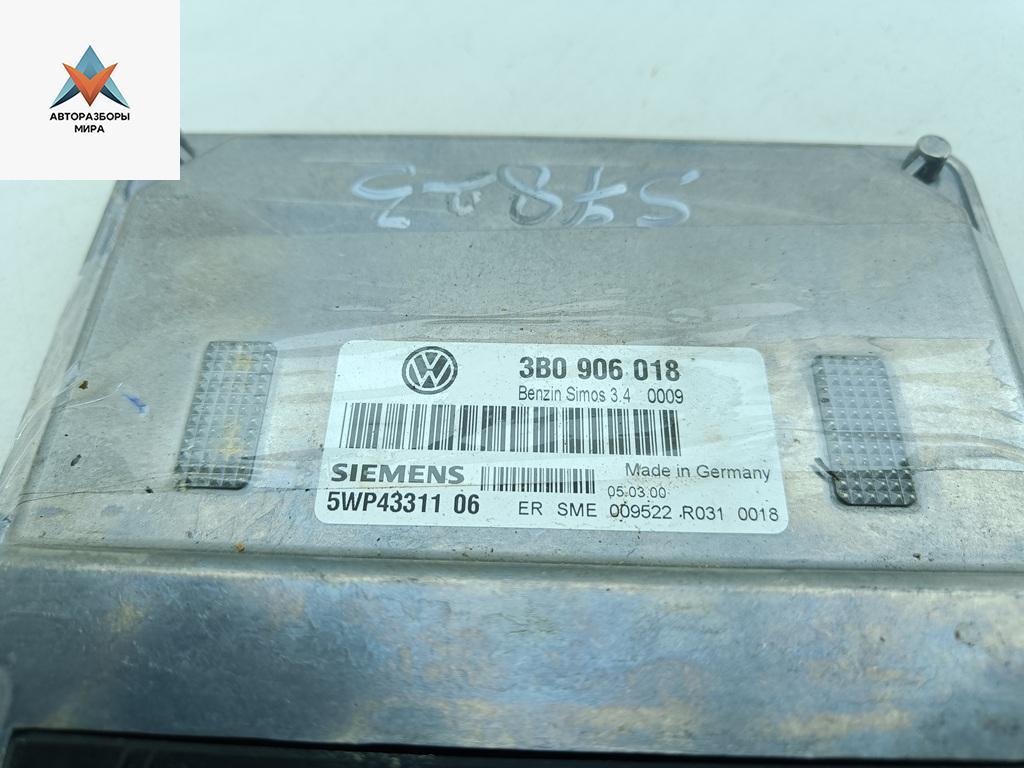 АВТОРАЗБОРЫ
МИРА
3B0 906 018
Benzin Simos 3.4 0009
SIEMENS
Made in Germany
05.03.00
5WP43311 06
ER SME 009522 R031 0018